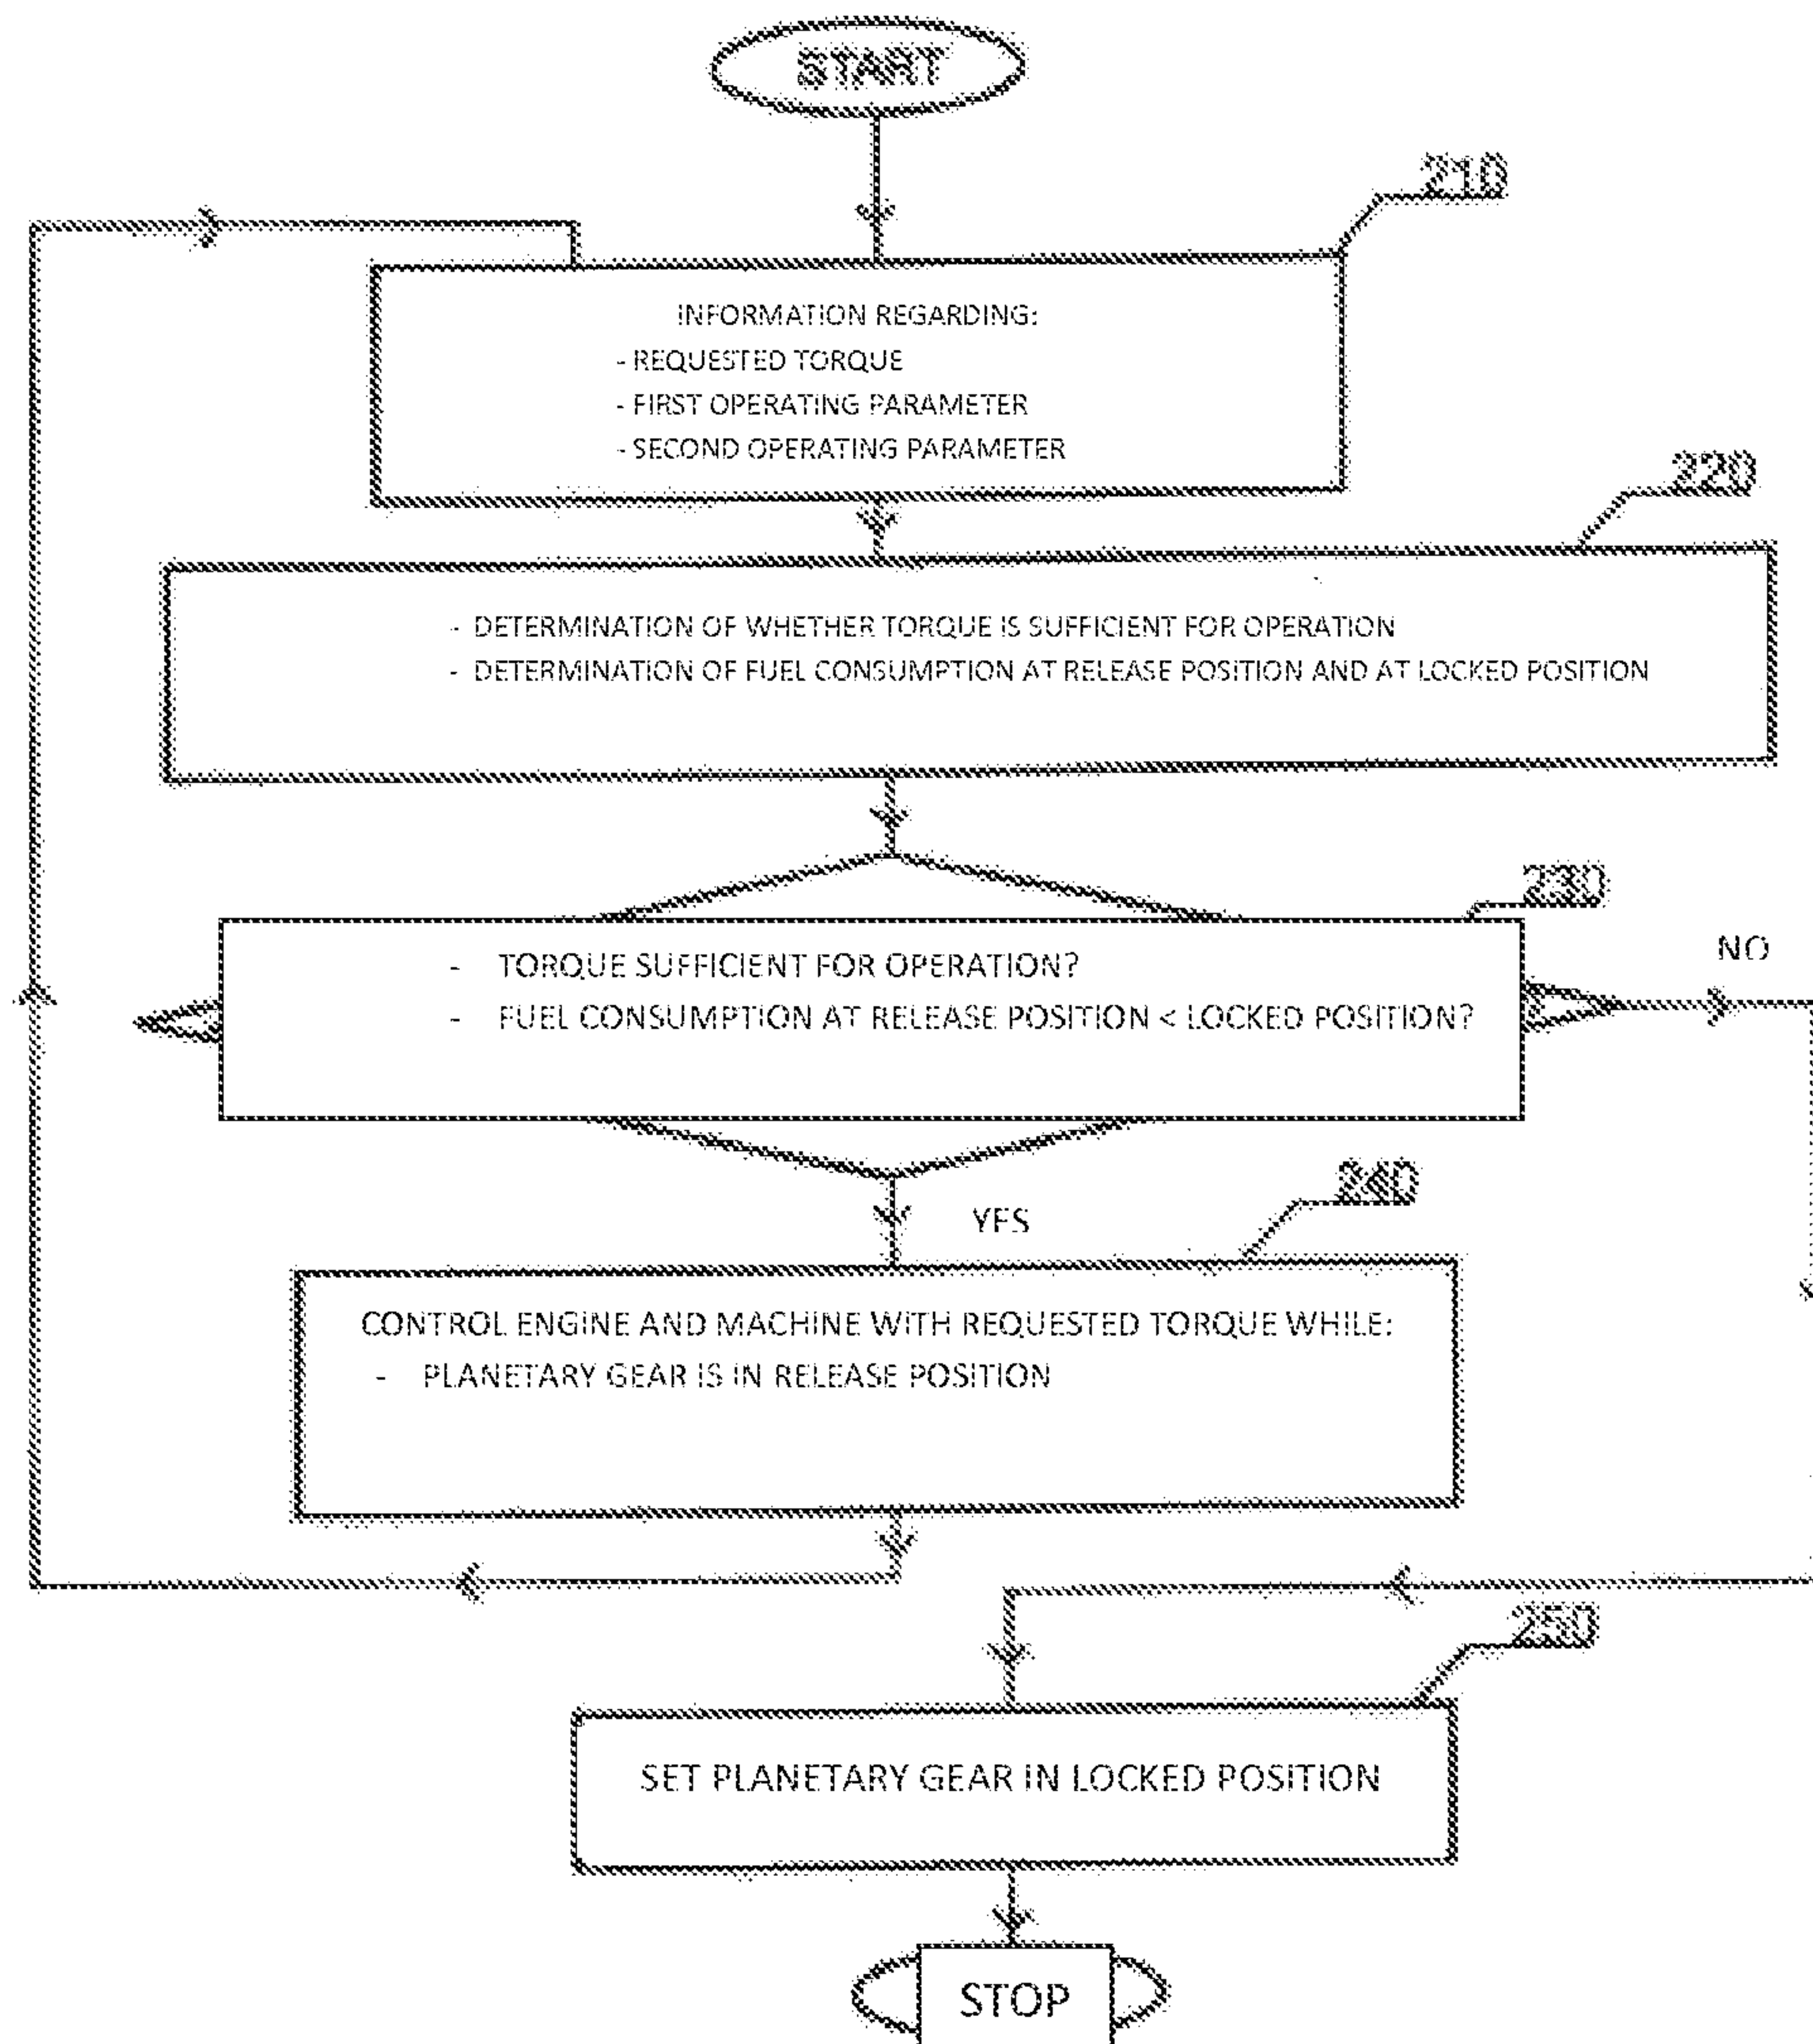 START
210
INFORMATION REGARDING:
- REQUESTED TORQUE
- FIRST OPERATING PARAMETER
- SECOND OPERATING PARAMETER
220
- DETERMINATION OF WHETHER TORQUE IS SUFFICIENT FOR OPERATION
- DETERMINATION OF FUEL CONSUMPTION AT RELEASE POSITION AND AT LOCKED POSITION
230
NO
- TORQUE SUFFICIENT FOR OPERATION?
- FUEL CONSUMPTION AT RELEASE POSITION < LOCKED POSITION?
240
YES
CONTROL ENGINE AND MACHINE WITH REQUESTED TORQUE WHILE:
- PLANETARY GEAR IS IN RELEASE POSITION
250
SET PLANETARY GEAR IN LOCKED POSITION
STOP